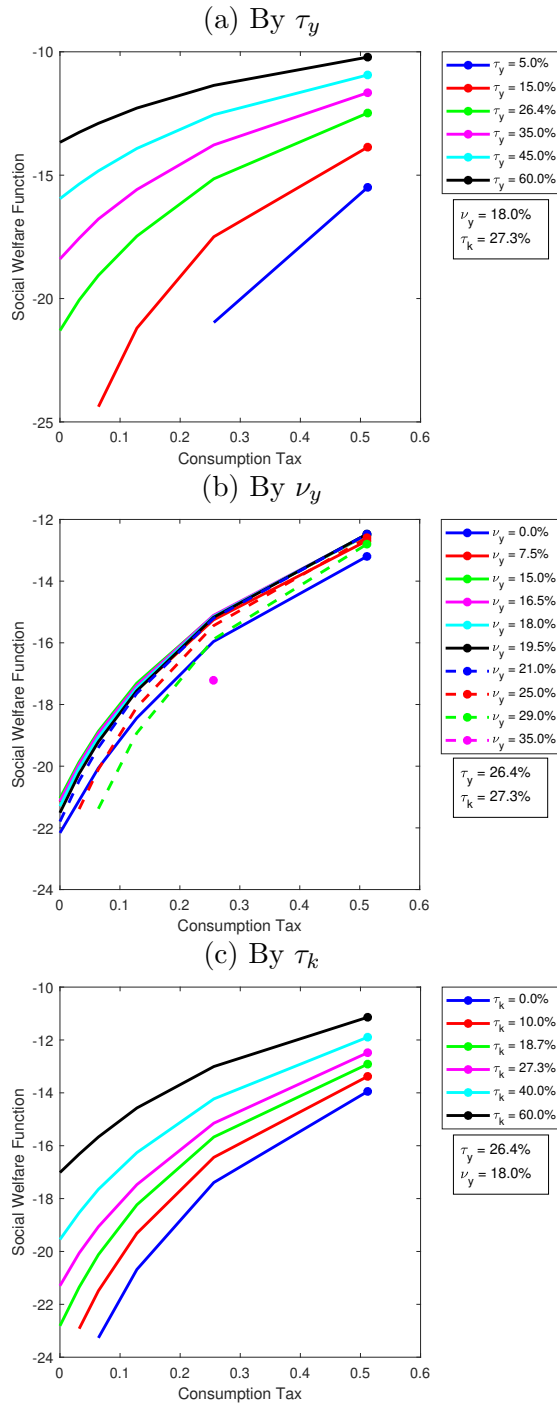 (a) By τ_y
-10
-15
-20
-25
0
0.1
0.2
0.3
0.4
0.5
0.6
Social Welfare Function
Consumption Tax
τ_y = 5.0%
τ_y = 15.0%
τ_y = 26.4%
τ_y = 35.0%
τ_y = 45.0%
τ_y = 60.0%
ν_y = 18.0%
τ_k = 27.3%
(b) By ν_y
-12
-14
-16
-18
-20
-22
-24
0
0.1
0.2
0.3
0.4
0.5
0.6
Social Welfare Function
Consumption Tax
ν_y = 0.0%
ν_y = 7.5%
ν_y = 15.0%
ν_y = 16.5%
ν_y = 18.0%
ν_y = 19.5%
ν_y = 21.0%
ν_y = 25.0%
ν_y = 29.0%
ν_y = 35.0%
τ_y = 26.4%
τ_k = 27.3%
(c) By τ_k
-10
-12
-14
-16
-18
-20
-22
-24
0
0.1
0.2
0.3
0.4
0.5
0.6
Social Welfare Function
Consumption Tax
τ_k = 0.0%
τ_k = 10.0%
τ_k = 18.7%
τ_k = 27.3%
τ_k = 40.0%
τ_k = 60.0%
τ_y = 26.4%
ν_y = 18.0%